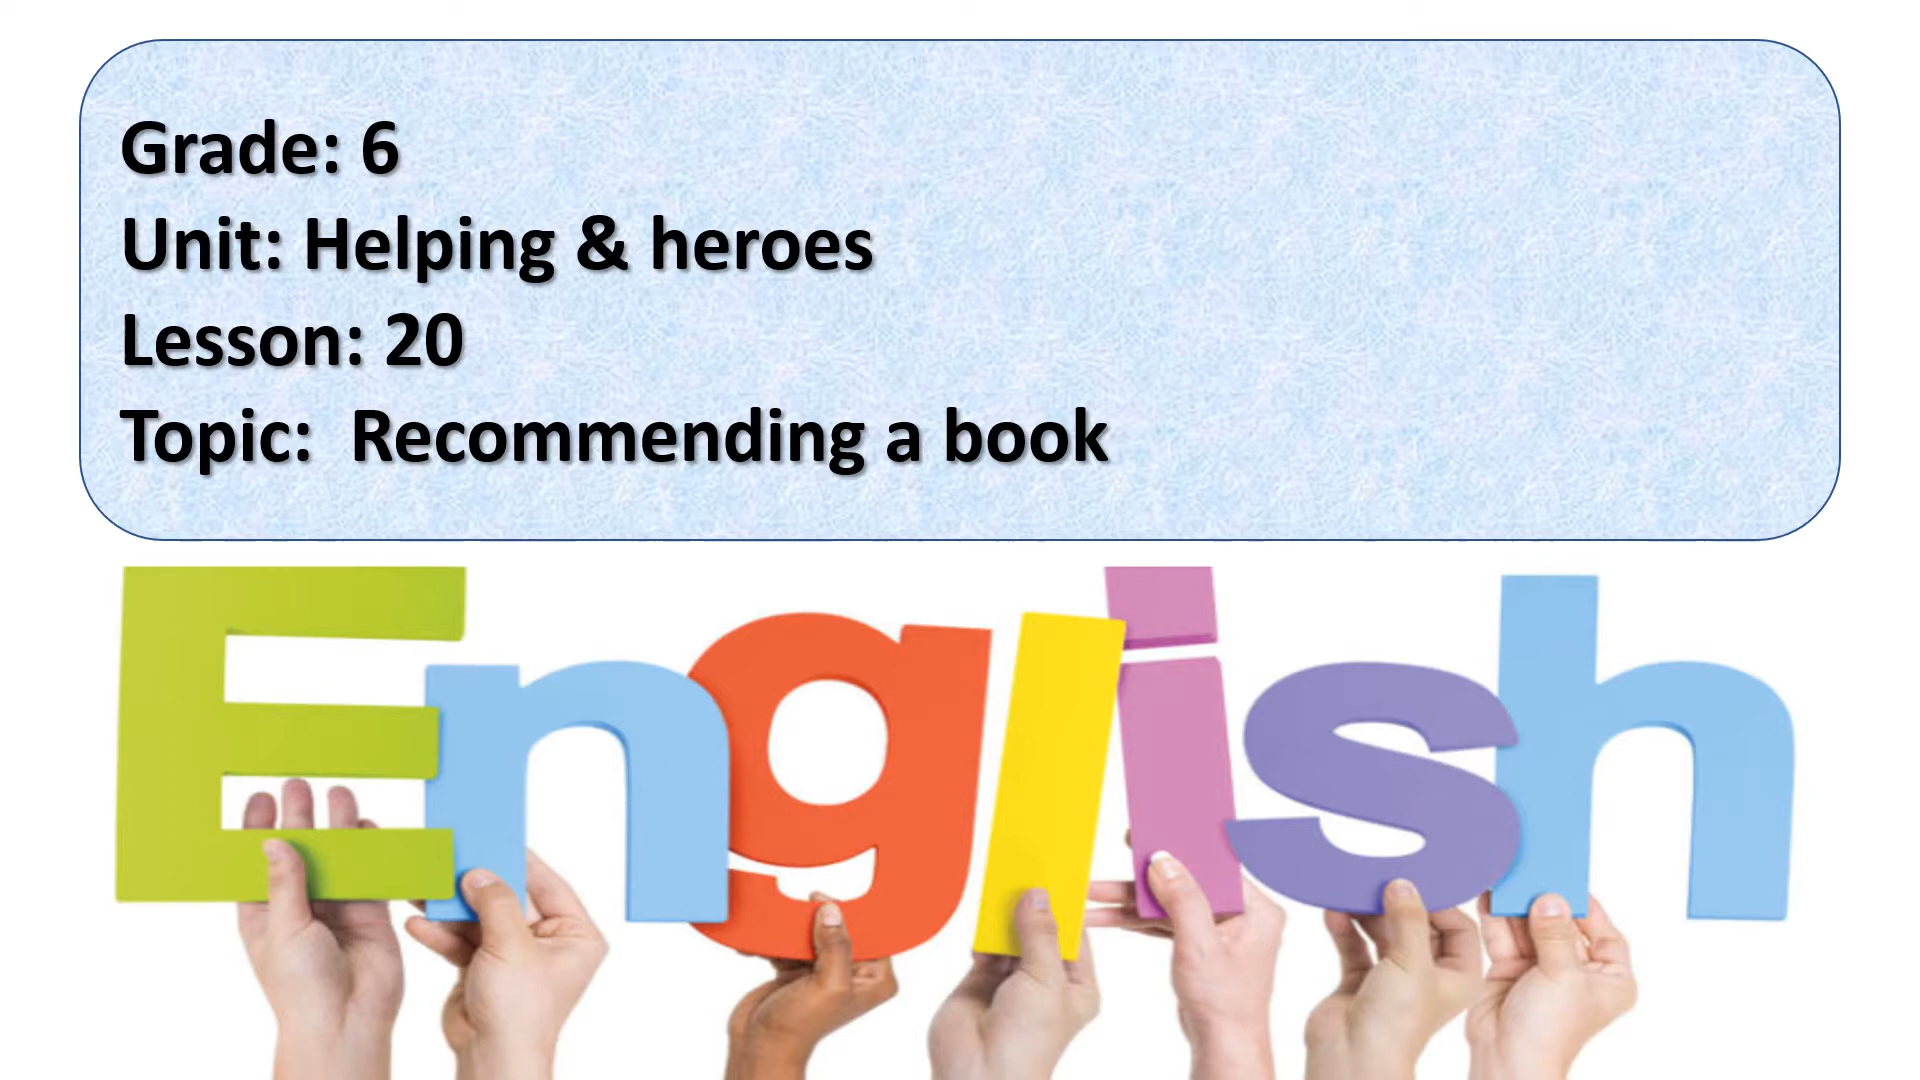 Grade: 6
Unit: Helping & heroes
Lesson: 20
Topic:  Recommending a book
English